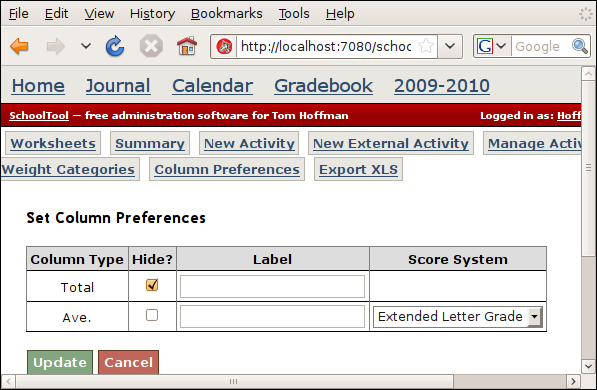 File Edit View History Bookmarks Tools Help
http://localhost:7080/schoo
G Google
Home Journal Calendar Gradebook 2009-2010
SchoolTool — free administration software for Tom Hoffman Logged in as: Hoff
Worksheets Summary New Activity New External Activity Manage Activ
Weight Categories Column Preferences Export XLS
Set Column Preferences
Column Type Hide? Label Score System
Total
Ave. Extended Letter Grade
Update Cancel